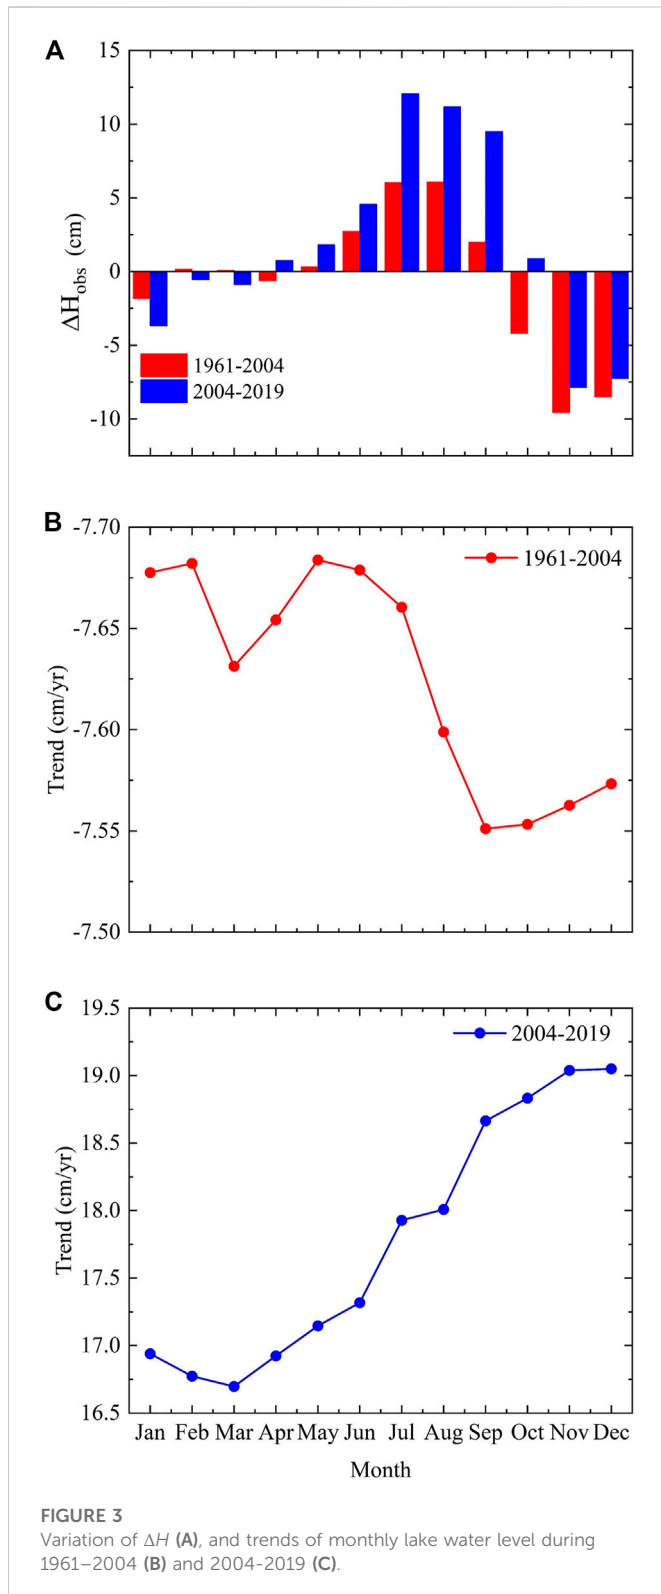 A
15
10
5
0
-5
-10
ΔHobs (cm)
1961-2004
2004-2019
B
-7.70
-7.65
-7.60
-7.55
-7.50
Trend (cm/yr)
1961-2004
C
19.5
19.0
18.5
18.0
17.5
17.0
16.5
Trend (cm/yr)
2004-2019
Jan Feb Mar Apr May Jun Jul Aug Sep Oct Nov Dec
Month
FIGURE 3
Variation of ΔH (A), and trends of monthly lake water level during
1961–2004 (B) and 2004-2019 (C).